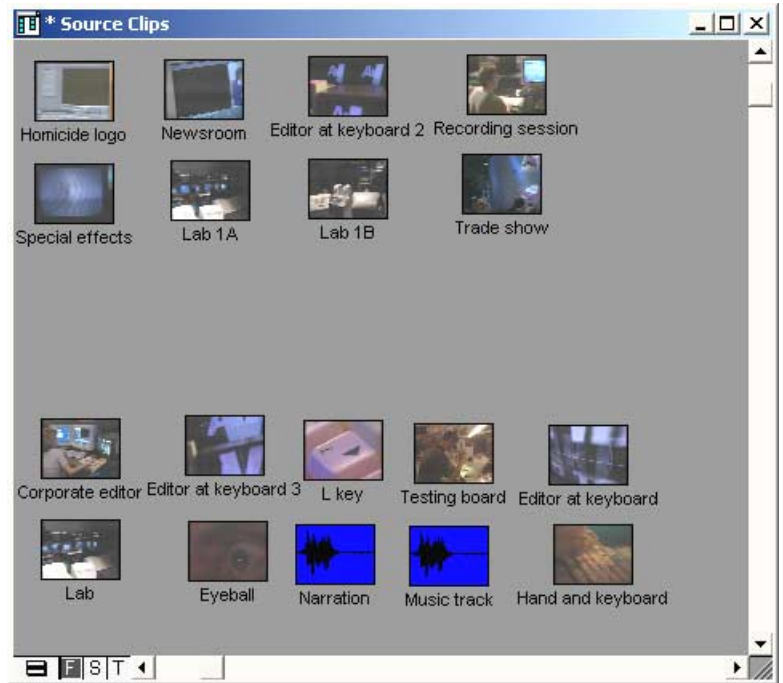 * Source Clips
Homicide logo
Newsroom
Editor at keyboard 2
Recording session
Special effects
Lab 1A
Lab 1B
Trade show
Corporate editor
Editor at keyboard 3
L key
Testing board
Editor at keyboard
Lab
Eyeball
Narration
Music track
Hand and keyboard
F S T